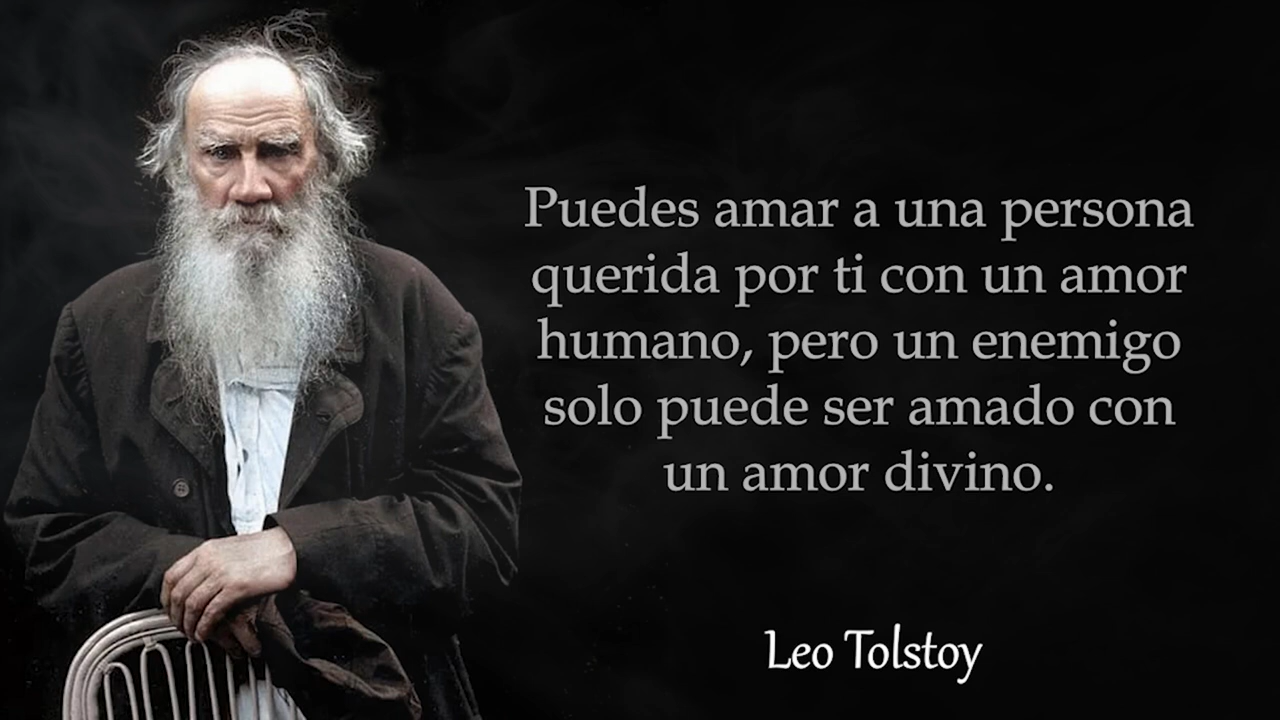 Puedes amar a una persona
querida por ti con un amor
humano, pero un enemigo
solo puede ser amado con
un amor divino.
Leo Tolstoy